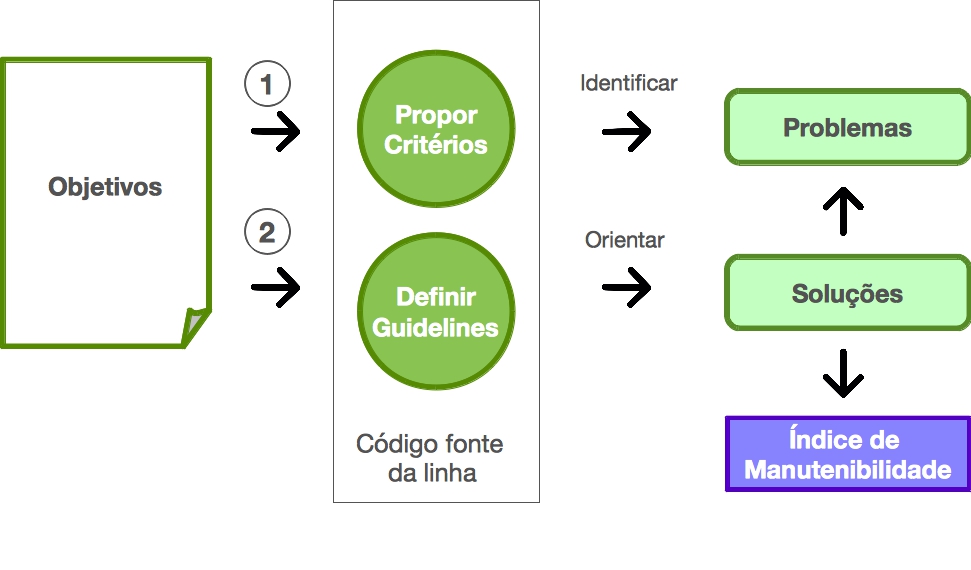 Objetivos
1
Propor
Critérios
Identificar
Problemas
2
Definir
Guidelines
Orientar
Soluções
Código fonte
da linha
Índice de
Manutenibilidade